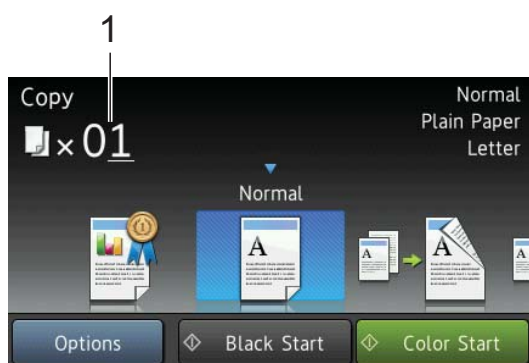 1
Copy
×01
Normal
Plain Paper
Letter
Normal
A
A
A
A
Options
Black Start
Color Start